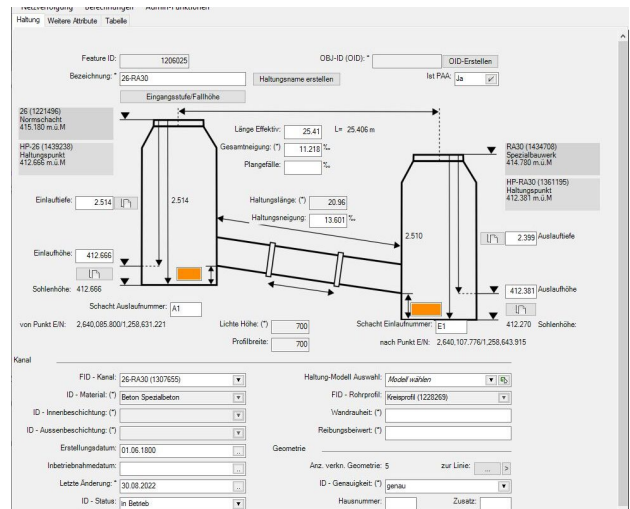 Netzverfolgung Berechnungen Admin-Funktionen
Haltung Weitere Attribute Tabelle
Feature ID: 1206025 OBJ-ID (OID): * OID-Erstellen
Bezeichnung: * 26-RA30 Haltungsname erstellen Ist PAA: Ja
Eingangsstufe/Fallhöhe
26 (1221496)
Normschacht
415.180 m.ü.M
HP-26 (1439238)
Haltungspunkt
412.666 m.ü.M
Länge Effektiv: 25.41 L= 25.406 m
Gesamtneigung: (*) 11.218 ‰
Plangefälle: ‰
RA30 (1434708)
Spezialbauwerk
414.780 m.ü.M
HP-RA30 (1361195)
Haltungspunkt
412.381 m.ü.M
Einlauftiefe: 2.514 2.514 Haltungslänge: (*) 20.96
Haltungsneigung: 13.601 ‰
2.510 2.399 Auslauftiefe
Einlaufhöhe: 412.666
412.381 Auslaufhöhe
Sohlenhöhe: 412.666
Schacht Auslaufnummer: A1
412.270 Sohlenhöhe:
von Punkt E/N: 2,640,085.800/1,258,631.221 Lichte Höhe: (*) 700 Schacht Einlaufnummer: E1
Profilbreite: 700 nach Punkt E/N: 2,640,107.776/1,258,643.915
Kanal
FID - Kanal: 26-RA30 (1307655) Haltung-Modell Auswahl: Modell wählen
ID - Material: (*) Beton Spezialbeton FID - Rohrprofil: Kreisprofil (1228269)
ID - Innenbeschichtung: (*) Wandrauheit: (*)
ID - Aussenbeschichtung: (*) Reibungsbeiwert: (*)
Erstellungsdatum: 01.06.1800 .. Geometrie
Inbetriebnahmedatum: .. Anz. verkn. Geometrie: 5 zur Linie: ... >
Letzte Änderung: * 30.08.2022 .. ID - Genauigkeit: (*) genau
ID - Status: in Betrieb Hausnummer: Zusatz: